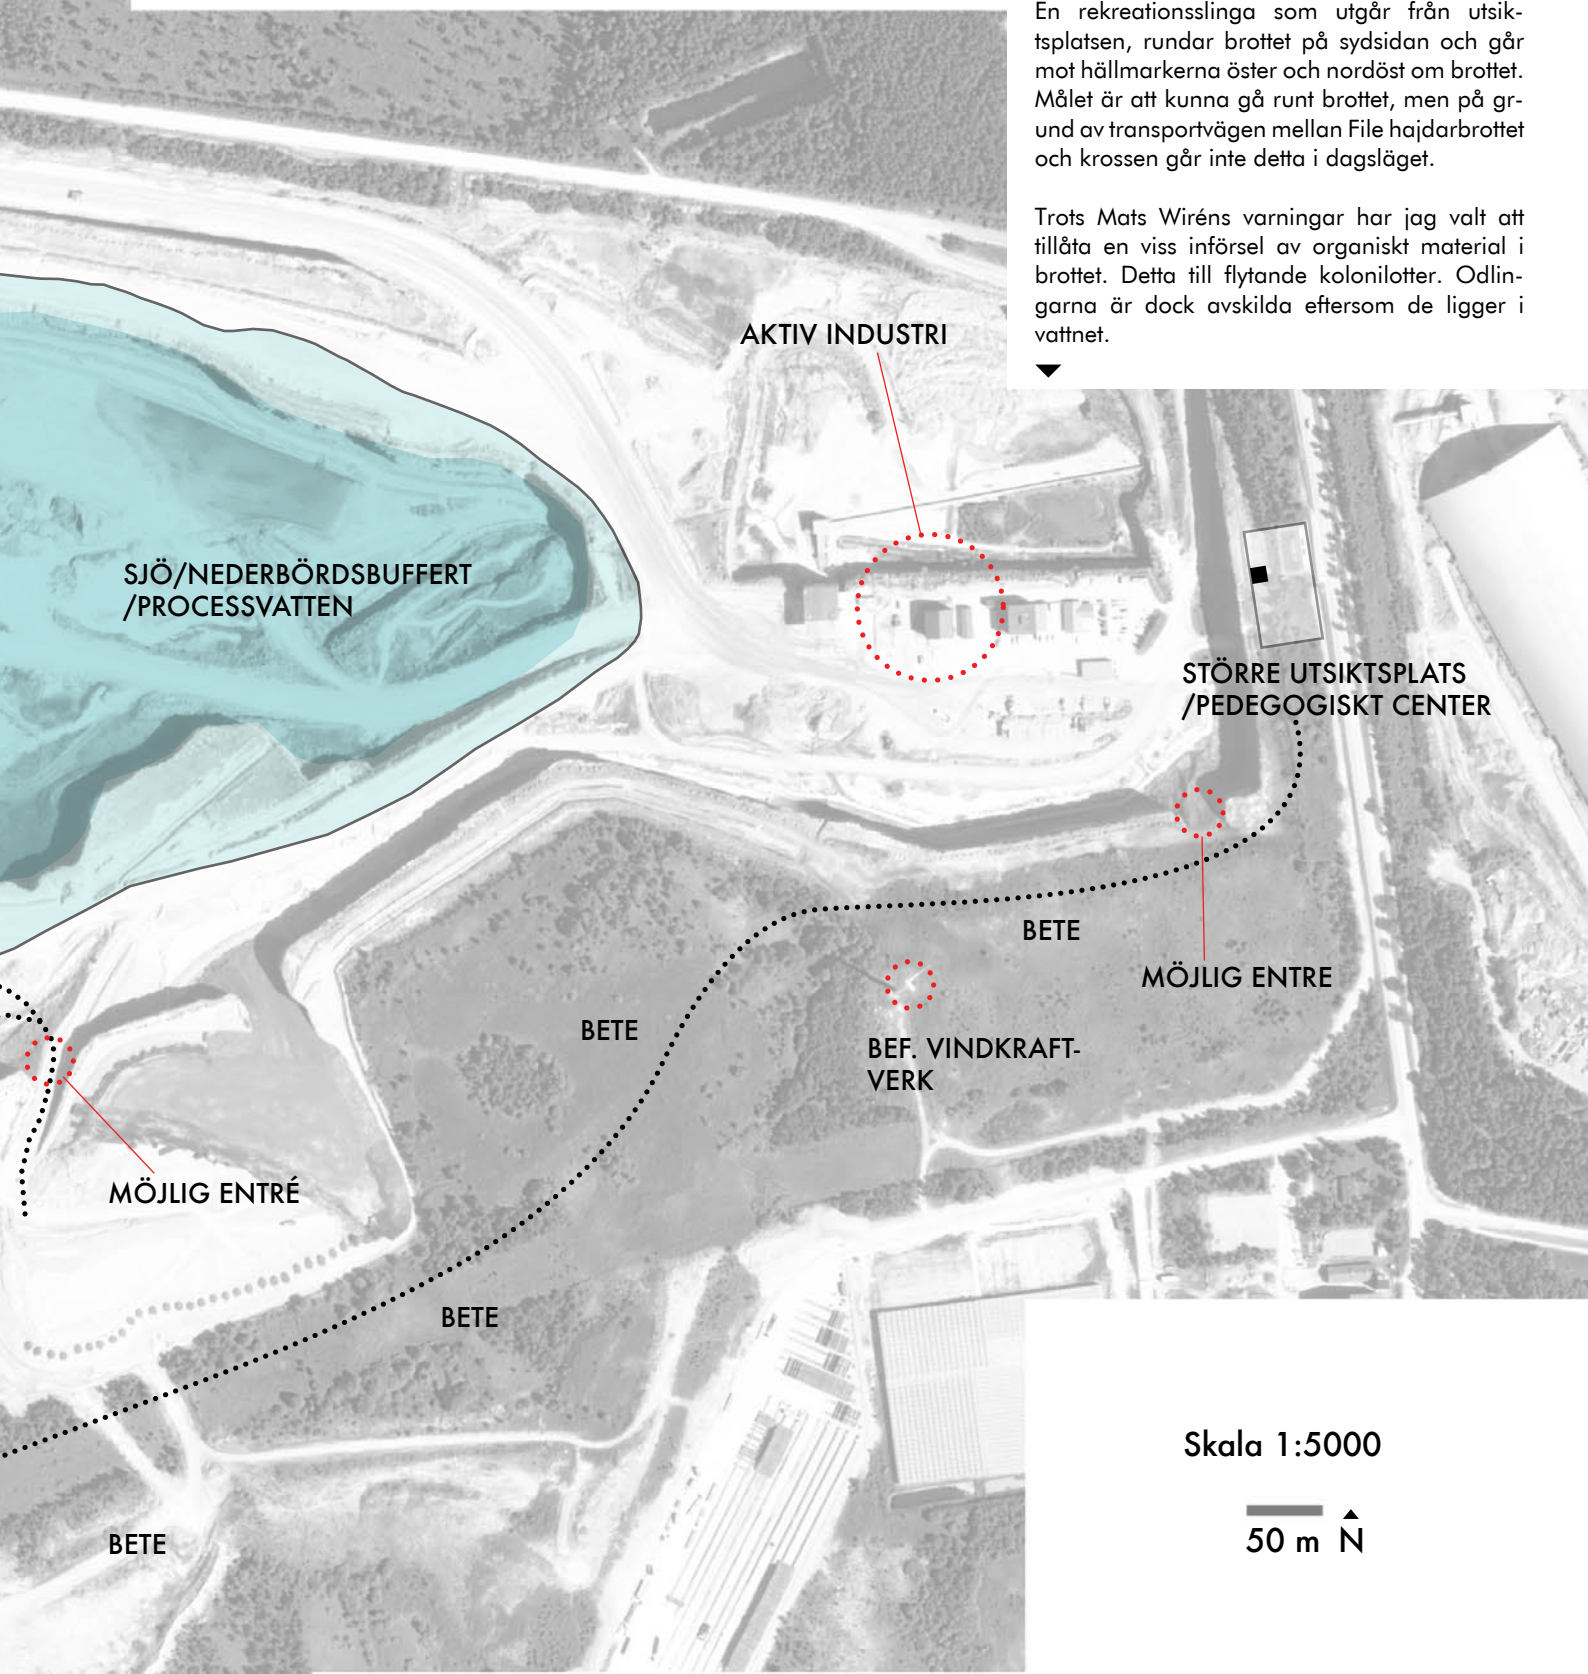 En rekreationsslinga som utgår från utsik-
tsplatsen, rundar brottet på sydsidan och går
mot hällmarkerna öster och nordöst om brottet.
Målet är att kunna gå runt brottet, men på gr-
und av transportvägen mellan File hajdarbrottet
och krossen går inte detta i dagsläget.
Trots Mats Wiréns varningar har jag valt att
tillåta en viss införsel av organiskt material i
brottet. Detta till flytande kolonilotter. Odlin-
garna är dock avskilda eftersom de ligger i
vattnet.
AKTIV INDUSTRI
SJÖ/NEDERBÖRDSBUFFERT
/PROCESSVATTEN
STÖRRE UTSIKTSPLATS
/PEDEGOGISKT CENTER
BETE
MÖJLIG ENTRE
BETE
BEF. VINDKRAFT-
VERK
MÖJLIG ENTRÉ
BETE
BETE
Skala 1:5000
50 m N